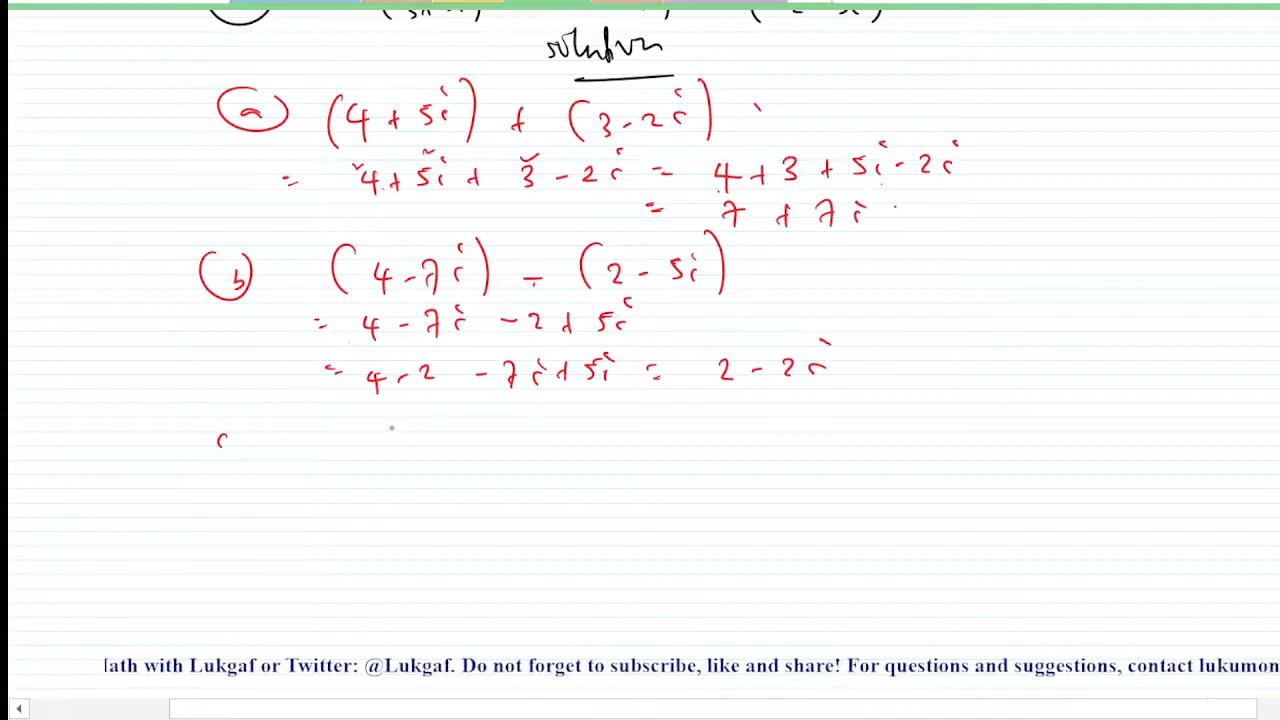 solution
(a) (4 + 5i) + (3 - 2i)
= 4 + 5i + 3 - 2i = 4 + 3 + 5i - 2i
= 7 + 7i
(b) (4 - 7i) - (2 - 5i)
= 4 - 7i - 2 + 5i
= 4 - 2 - 7i + 5i = 2 - 2i
ath with Lukgaf or Twitter: @Lukgaf. Do not forget to subscribe, like and share! For questions and suggestions, contact lukumon